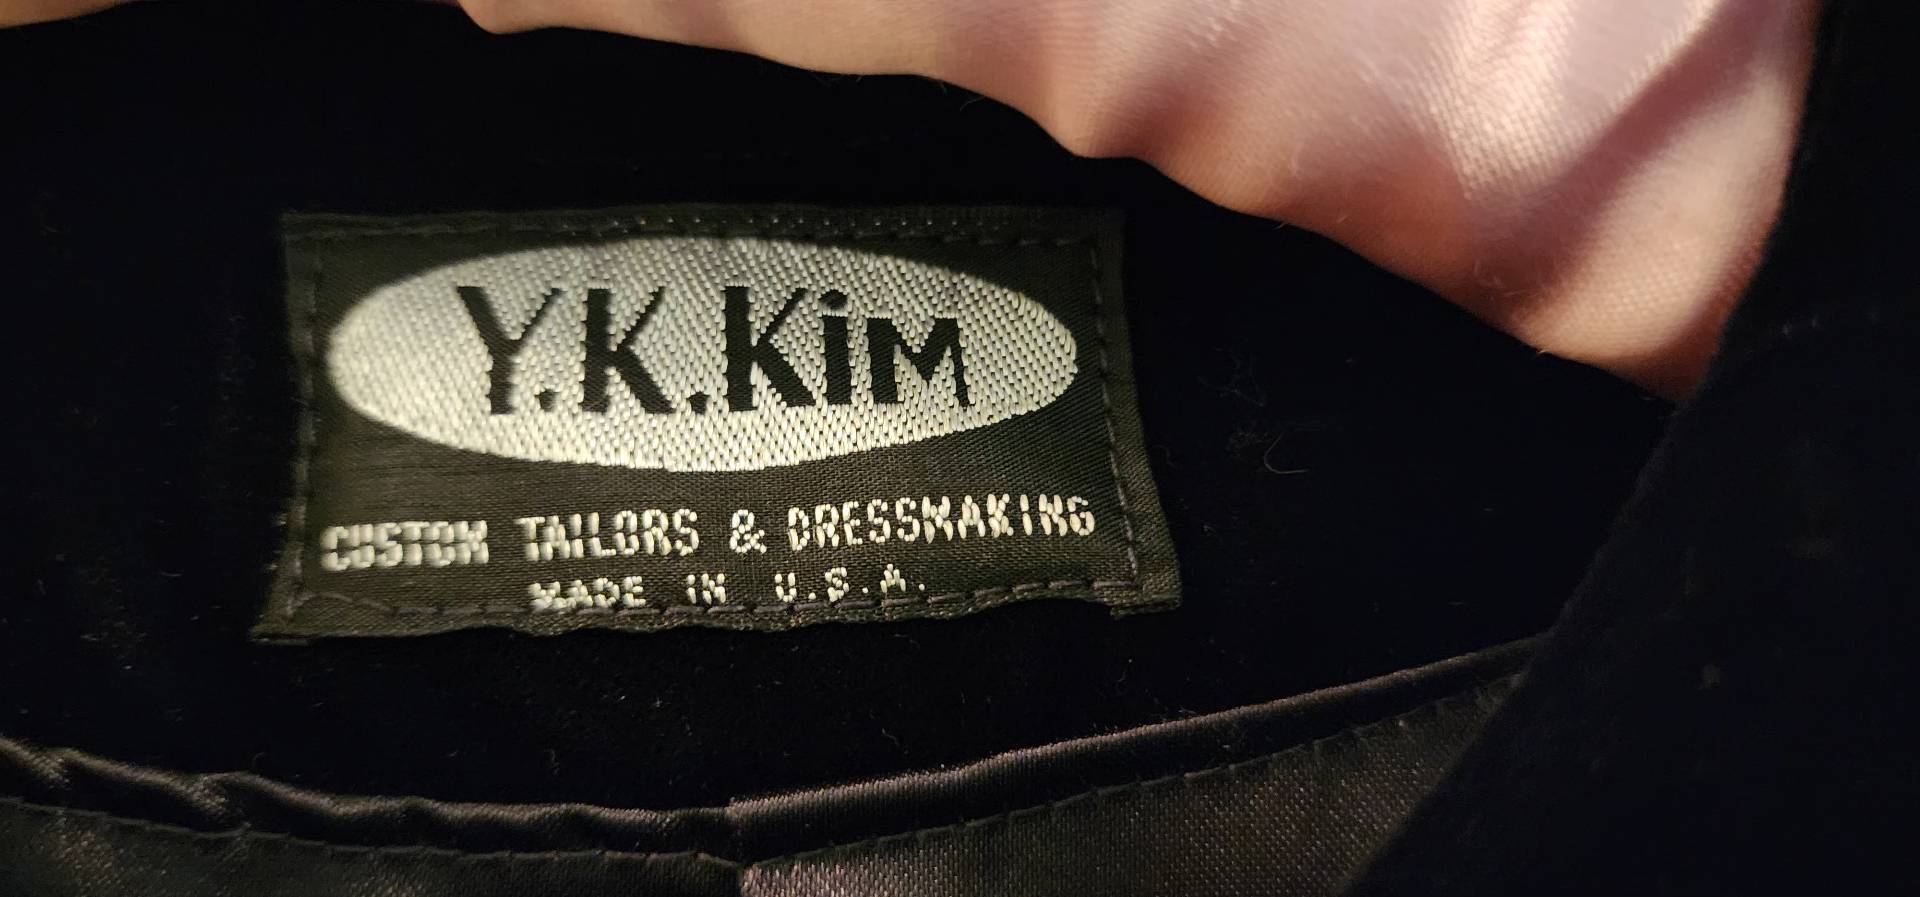 Y.K.Kim
CUSTOM TAILORS & DRESSMAKING
MADE IN U.S.A.